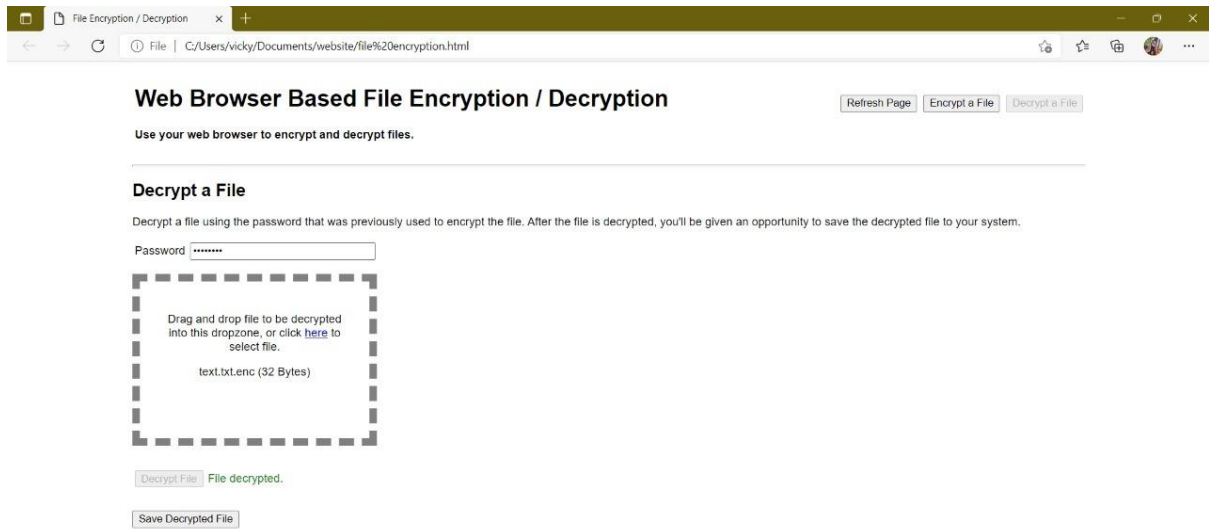 File Encryption / Decryption
File | C:/Users/vicky/Documents/website/file%20encryption.html
Web Browser Based File Encryption / Decryption
Refresh Page Encrypt a File Decrypt a File
Use your web browser to encrypt and decrypt files.
Decrypt a File
Decrypt a file using the password that was previously used to encrypt the file. After the file is decrypted, you'll be given an opportunity to save the decrypted file to your system.
Password ••••••••
Drag and drop file to be decrypted
into this dropzone, or click here to
select file.
text.txt.enc (32 Bytes)
Decrypt File File decrypted.
Save Decrypted File